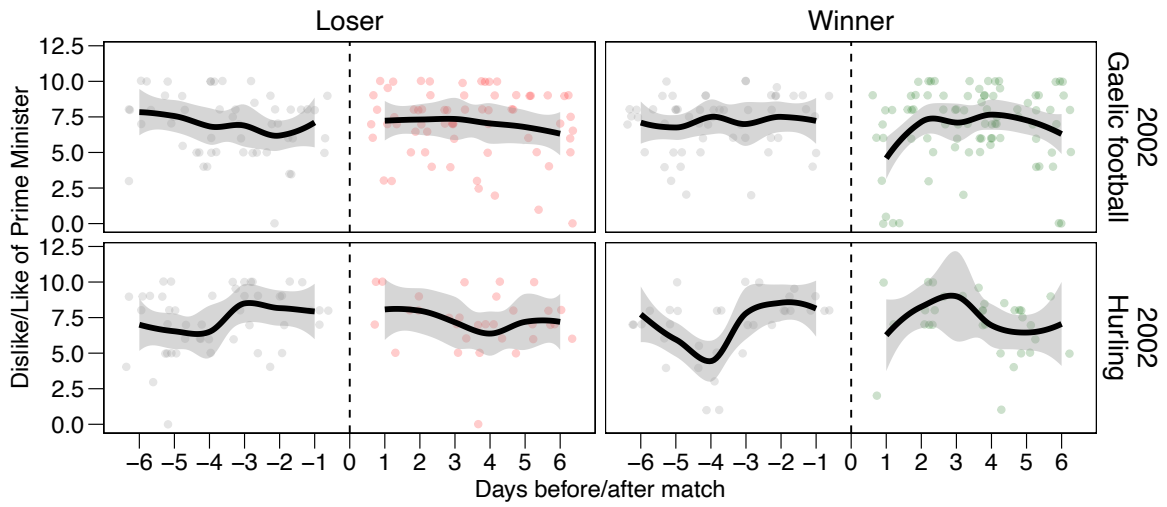 Loser
Winner
Dislike/Like of Prime Minister
12.5
10.0
7.5
5.0
2.5
0.0
2002
Gaelic football
12.5
10.0
7.5
5.0
2.5
0.0
2002
Hurling
−6 −5 −4 −3 −2 −1 0 1 2 3 4 5 6
−6 −5 −4 −3 −2 −1 0 1 2 3 4 5 6
Days before/after match